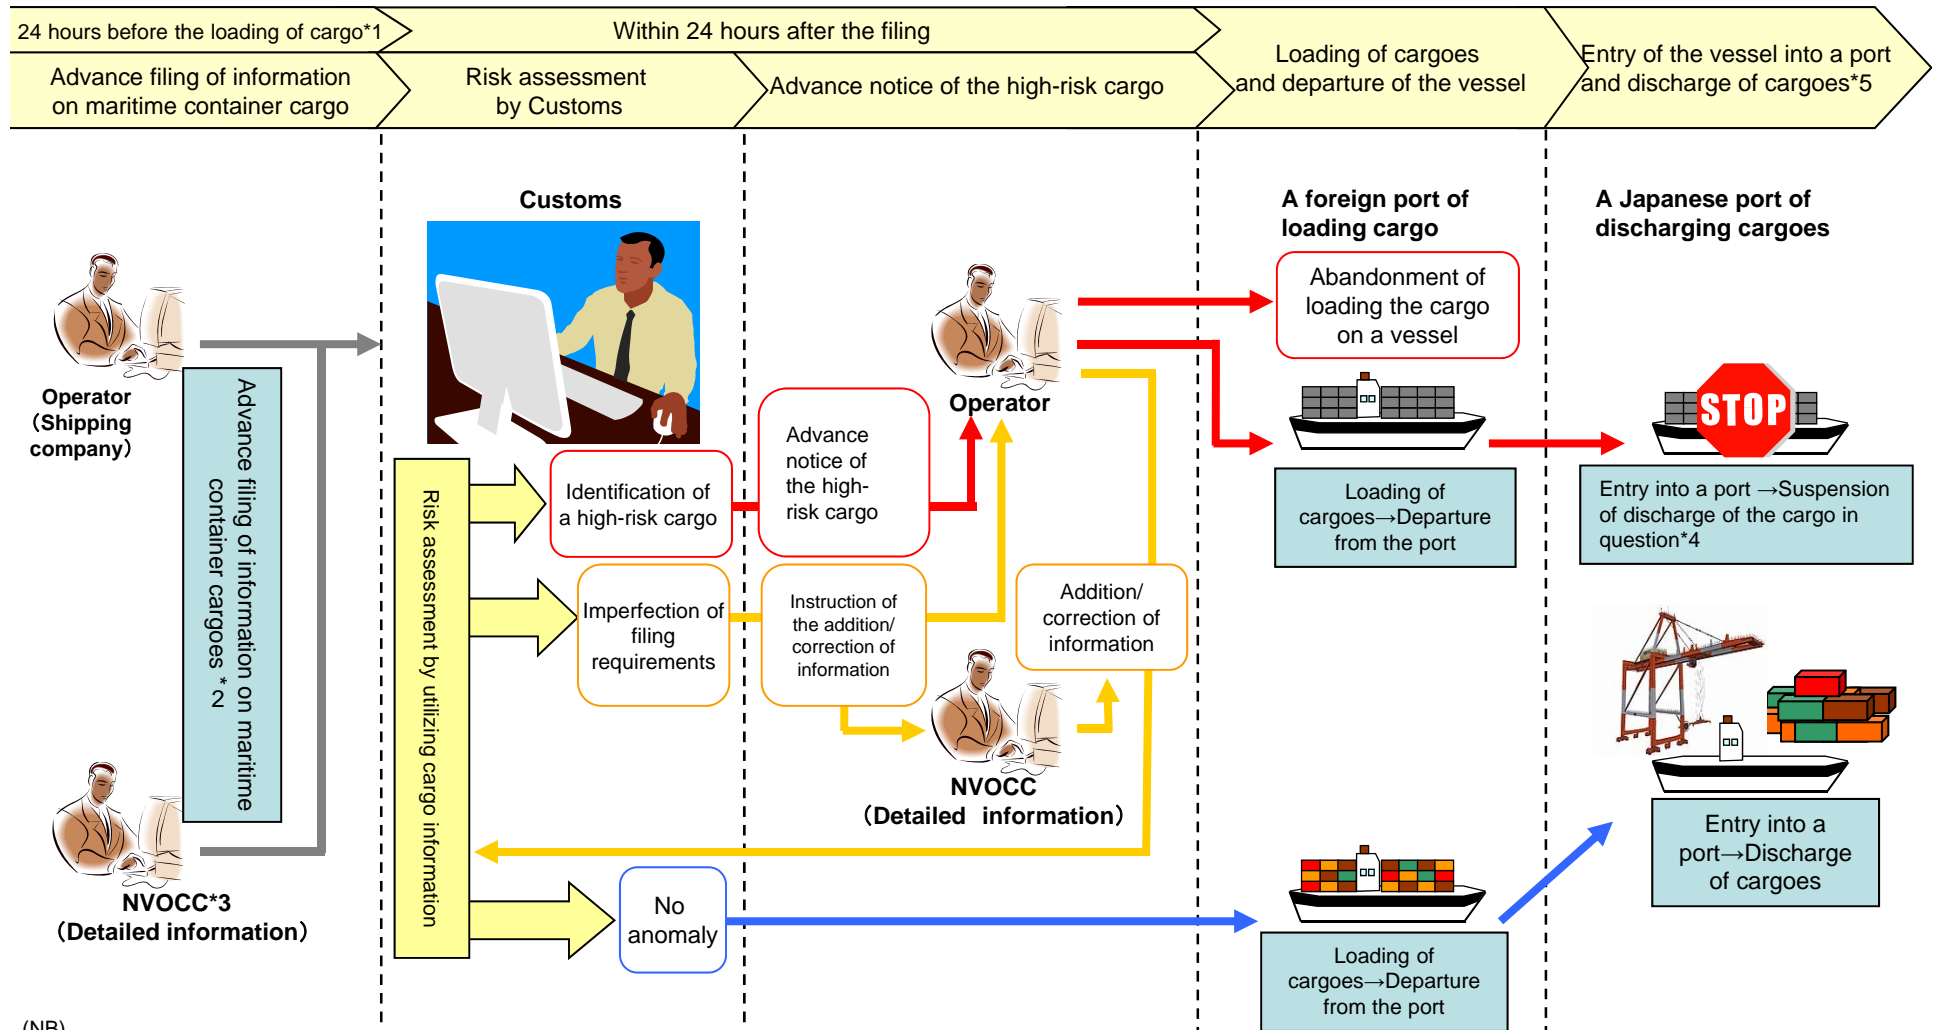 24 hours before the loading of cargo*1
Within 24 hours after the filing
Advance filing of information
on maritime container cargo
Risk assessment
by Customs
Advance notice of the high-risk cargo
Loading of cargoes
and departure of the vessel
Entry of the vessel into a port
and discharge of cargoes*5
Operator
（Shipping
company）
Advance filing of information on maritime
container cargoes*2
NVOCC*3
（Detailed information）
Customs
Risk assessment by utilizing cargo information
Identification of
a high-risk cargo
Imperfection of
filing
requirements
No
anomaly
Advance
notice of
the high-
risk cargo
Instruction of
the addition/
correction of
information
Operator
NVOCC
（Detailed information）
Addition/
correction of
information
A foreign port of
loading cargo
Abandonment of
loading the cargo
on a vessel
Loading of
cargoes→Departure
from the port
Loading of
cargoes→Departure
from the port
A Japanese port of
discharging cargoes
STOP
Entry into a port →Suspension
of discharge of the cargo in
question*4
Entry into a
port→Discharge
of cargoes
(NB)